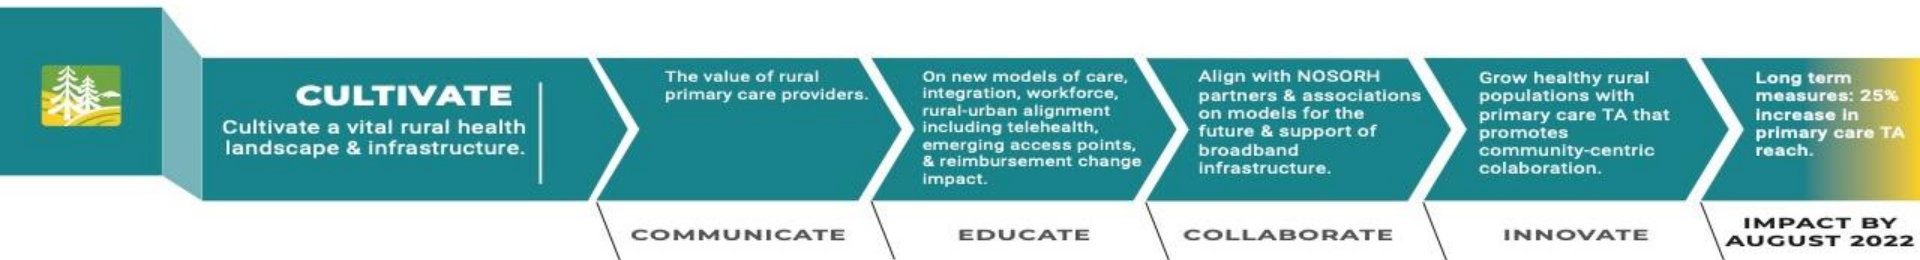 CULTIVATE
Cultivate a vital rural health
landscape & infrastructure.
The value of rural
primary care providers.
COMMUNICATE
On new models of care,
integration, workforce,
rural-urban alignment
including telehealth,
emerging access points,
& reimbursement change
impact.
EDUCATE
Align with NOSORH
partners & associations
on models for the
future & support of
broadband
infrastructure.
COLLABORATE
Grow healthy rural
populations with
primary care TA that
promotes
community-centric
colaboration.
INNOVATE
Long term
measures: 25%
increase in
primary care TA
reach.
IMPACT BY
AUGUST 2022